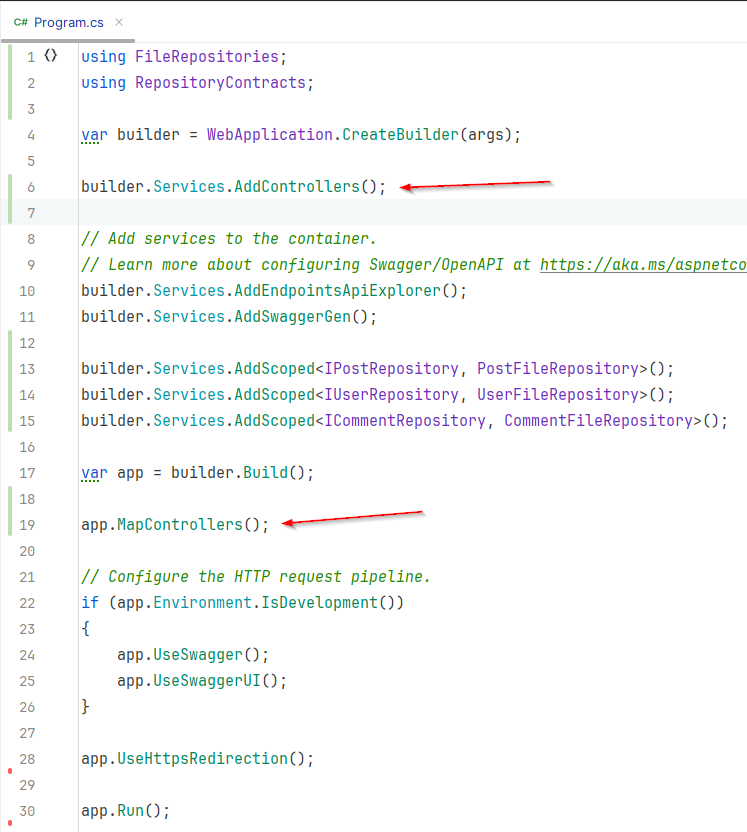 C# Program.cs ×
1 {} using FileRepositories;
2 using RepositoryContracts;
4 var builder = WebApplication.CreateBuilder(args);
5
6 builder.Services.AddControllers();
7
8 // Add services to the container.
9 // Learn more about configuring Swagger/OpenAPI at https://aka.ms/aspnetco
10 builder.Services.AddEndpointsApiExplorer();
11 builder.Services.AddSwaggerGen();
12
13 builder.Services.AddScoped<IPostRepository, PostFileRepository>();
14 builder.Services.AddScoped<IUserRepository, UserFileRepository>();
15 builder.Services.AddScoped<ICommentRepository, CommentFileRepository>();
16
17 var app = builder.Build();
18
19 app.MapControllers();
20
21 // Configure the HTTP request pipeline.
22 if (app.Environment.IsDevelopment())
23 {
24 app.UseSwagger();
25 app.UseSwaggerUI();
26 }
27
28 app.UseHttpsRedirection();
29
30 app.Run();